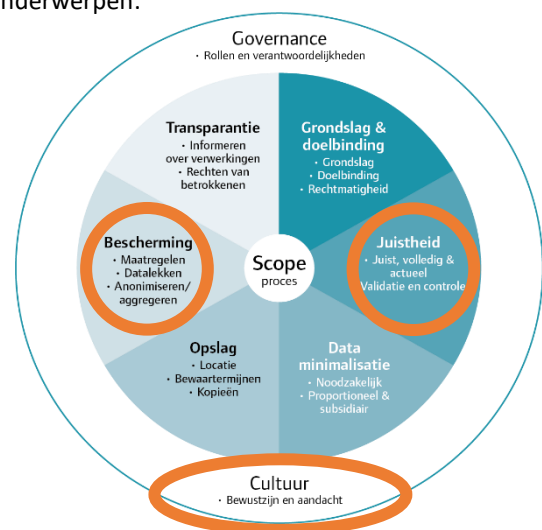 nderwerpen.
Governance
· Rollen en verantwoordelijkheden
Transparantie
· Informeren
over verwerkingen
· Rechten van
betrokkenen
Grondslag &
doelbinding
· Grondslag
· Doelbinding
· Rechtmatigheid
Bescherming
· Maatregelen
· Datalekken
· Anonimiseren/
aggregeren
Scope
proces
Juistheid
· Juist, volledig &
actueel
Validatie en controle
Opslag
· Locatie
· Bewaartermijnen
· Kopieën
Data
minimalisatie
· Noodzakelijk
· Proportioneel &
subsidiair
Cultuur
· Bewustzijn en aandacht